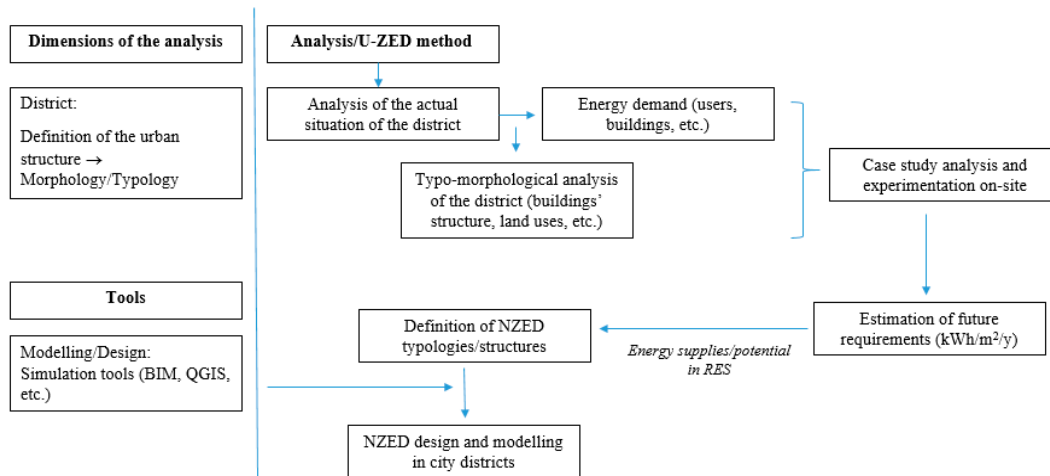 Dimensions of the analysis
District:
Definition of the urban
structure →
Morphology/Typology
Tools
Modelling/Design:
Simulation tools (BIM, QGIS,
etc.)
Analysis/U-ZED method
Analysis of the actual
situation of the district
Energy demand (users,
buildings, etc.)
Typo-morphological analysis
of the district (buildings’
structure, land uses, etc.)
Case study analysis and
experimentation on-site
Estimation of future
requirements (kWh/m²/y)
Energy supplies/potential
in RES
Definition of NZED
typologies/structures
NZED design and modelling
in city districts